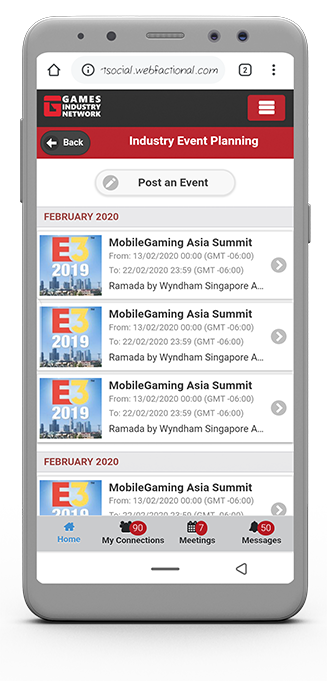 tsocial.webfactional.com
2
GAMES
INDUSTRY
NETWORK
Back
Industry Event Planning
Post an Event
FEBRUARY 2020
E3
2019
MobileGaming Asia Summit
From: 13/02/2020 00:00 (GMT -06:00)
To: 22/02/2020 23:59 (GMT -06:00)
Ramada by Wyndham Singapore A...
E3
2019
MobileGaming Asia Summit
From: 13/02/2020 00:00 (GMT -06:00)
To: 22/02/2020 23:59 (GMT -06:00)
Ramada by Wyndham Singapore A...
E3
2019
MobileGaming Asia Summit
From: 13/02/2020 00:00 (GMT -06:00)
To: 22/02/2020 23:59 (GMT -06:00)
Ramada by Wyndham Singapore A...
FEBRUARY 2020
E3
MobileGaming Asia Summit
From: 13/02/2020 00:00 (GMT -06:00)
To: 22/02/2020 23:59 (GMT -06:00)
90
7
50
Home
My Connections
Meetings
Messages